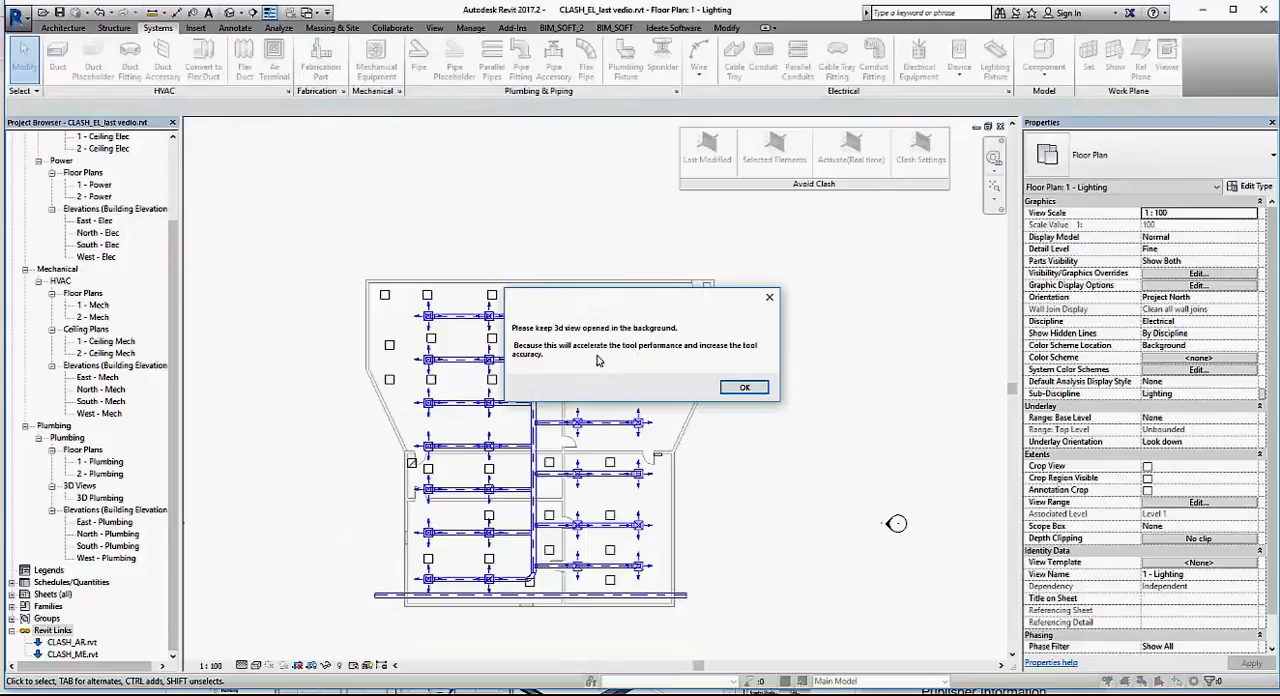 Autodesk Revit 2017.2 - CLASH_EL_last vedio.rvt - Floor Plan: 1 - Lighting
Type a keyword or phrase
Sign In
Architecture Structure Systems Insert Annotate Analyze Massing & Site Collaborate View Manage Add-Ins BIM_SOFT_2 BIM_SOFT Ideate Software Modify
Modify
Duct
Duct Placeholder
Duct Fitting
Duct Accessory
Convert to Flex Duct
Flex Duct
Air Terminal
Fabrication Part
Mechanical Equipment
Pipe
Pipe Placeholder
Parallel Pipes
Pipe Fitting
Pipe Accessory
Flex Pipe
Plumbing Fixture
Sprinkler
Wire
Cable Tray
Conduit
Parallel Conduits
Cable Tray Fitting
Conduit Fitting
Electrical Equipment
Device
Lighting Fixture
Component
Set
Show
Ref Plane
Viewer
Select HVAC Fabrication Mechanical Plumbing & Piping Electrical Model Work Plane
Project Browser - CLASH_EL_last vedio.rvt
1 - Ceiling Elec
2 - Ceiling Elec
Power
Floor Plans
1 - Power
2 - Power
Elevations (Building Elevation
East - Elec
North - Elec
South - Elec
West - Elec
Mechanical
HVAC
Floor Plans
1 - Mech
2 - Mech
Ceiling Plans
1 - Ceiling Mech
2 - Ceiling Mech
Elevations (Building Elevation
East - Mech
North - Mech
South - Mech
West - Mech
Plumbing
Plumbing
Floor Plans
1 - Plumbing
2 - Plumbing
3D Views
3D Plumbing
Elevations (Building Elevation
East - Plumbing
North - Plumbing
South - Plumbing
West - Plumbing
Legends
Schedules/Quantities
Sheets (all)
Families
Groups
Revit Links
CLASH_AR.rvt
CLASH_ME.rvt
Last Modified Selected Elements Activate(Real time) Clash Settings
Avoid Clash
Please keep 3d view opened in the background.
Because this will accelerate the tool performance and increase the tool
accuracy.
OK
Properties
Floor Plan
Floor Plan: 1 - Lighting Edit Type
Graphics
View Scale 1 : 100
Scale Value 1: 100
Display Model Normal
Detail Level Fine
Parts Visibility Show Both
Visibility/Graphics Overrides Edit...
Graphic Display Options Edit...
Orientation Project North
Wall Join Display Clean all wall joins
Discipline Electrical
Show Hidden Lines By Discipline
Color Scheme Location Background
Color Scheme <none>
System Color Schemes Edit...
Default Analysis Display Style None
Sub-Discipline Lighting
Underlay
Range: Base Level None
Range: Top Level Unbounded
Underlay Orientation Look down
Extents
Crop View
Crop Region Visible
Annotation Crop
View Range Edit...
Associated Level Level 1
Scope Box None
Depth Clipping No clip
Identity Data
View Template <None>
View Name 1 - Lighting
Dependency Independent
Title on Sheet
Referencing Sheet
Referencing Detail
Phasing
Phase Filter Show All
Properties help Apply
1 : 100
Click to select, TAB for alternates, CTRL adds, SHIFT unselects.
:0
Main Model
:0